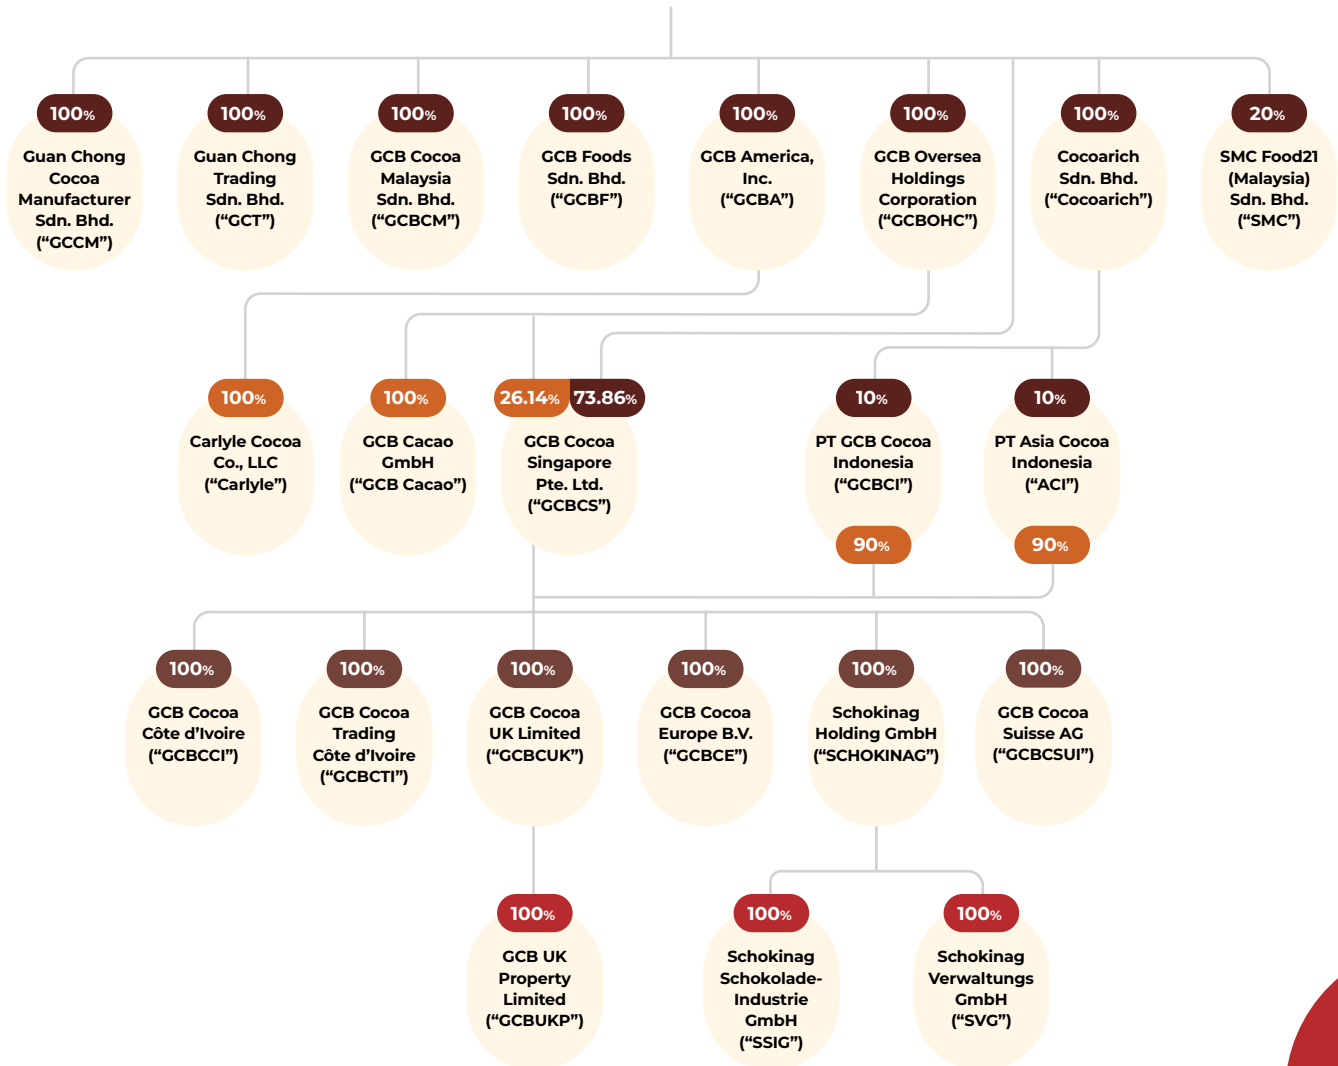 100%
Guan Chong
Cocoa
Manufacturer
Sdn. Bhd.
(“GCCM”)
100%
Guan Chong
Trading
Sdn. Bhd.
(“GCT”)
100%
GCB Cocoa
Malaysia
Sdn. Bhd.
(“GCBCM”)
100%
GCB Foods
Sdn. Bhd.
(“GCBF”)
100%
GCB America,
Inc.
(“GCBA”)
100%
GCB Oversea
Holdings
Corporation
(“GCBOHC”)
100%
Cocoarich
Sdn. Bhd.
(“Cocoarich”)
20%
SMC Food21
(Malaysia)
Sdn. Bhd.
(“SMC”)
100%
Carlyle Cocoa
Co., LLC
(“Carlyle”)
100%
GCB Cacao
GmbH
(“GCB Cacao”)
26.14% 73.86%
GCB Cocoa
Singapore
Pte. Ltd.
(“GCBCS”)
10%
PT GCB Cocoa
Indonesia
(“GCBCI”)
90%
10%
PT Asia Cocoa
Indonesia
(“ACI”)
90%
100%
GCB Cocoa
Côte d’Ivoire
(“GCBCCI”)
100%
GCB Cocoa
Trading
Côte d’Ivoire
(“GCBCTI”)
100%
GCB Cocoa
UK Limited
(“GCBCUK”)
100%
GCB Cocoa
Europe B.V.
(“GCBCE”)
100%
Schokinag
Holding GmbH
(“SCHOKINAG”)
100%
GCB Cocoa
Suisse AG
(“GCBCSUI”)
100%
GCB UK
Property
Limited
(“GCBUKP”)
100%
Schokinag
Schokolade-
Industrie
GmbH
(“SSIG”)
100%
Schokinag
Verwaltungs
GmbH
(“SVG”)